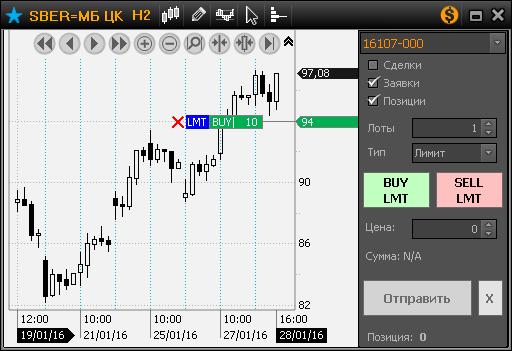 SBER=МБ ЦК H2
16107-000
Сделки
Заявки
Позиции
Лоты 1
Тип Лимит
BUY LMT
SELL LMT
Цена: 0
Сумма: N/A
Отправить X
Позиция: 0
97,08
LMT BUY 10
94
90
86
82
12:00 10:00 10:00 10:00 16:00
19/01/16 21/01/16 25/01/16 27/01/16 28/01/16